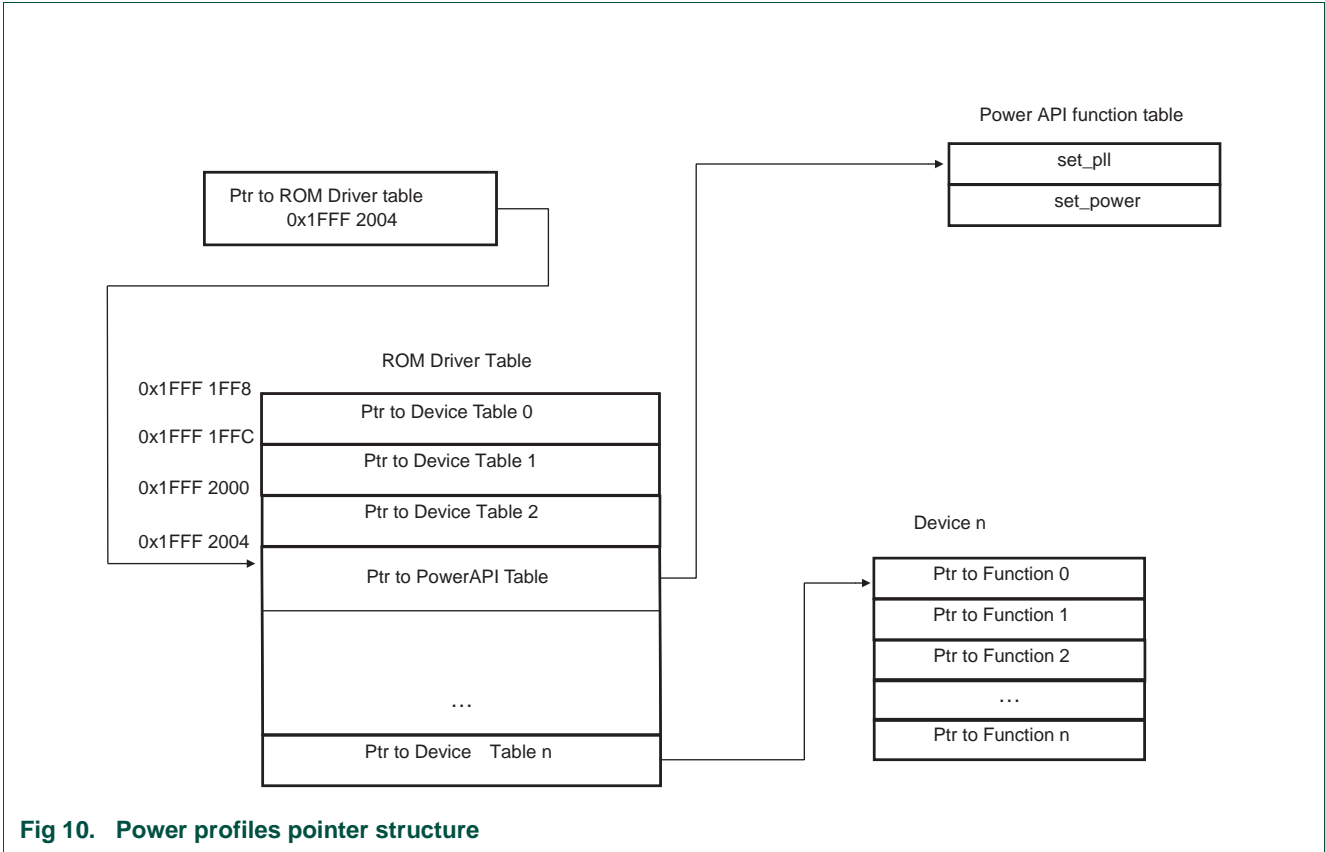 Power API function table
set_pll
set_power
Ptr to ROM Driver table
0x1FFF 2004
ROM Driver Table
0x1FFF 1FF8
Ptr to Device Table 0
0x1FFF 1FFC
Ptr to Device Table 1
0x1FFF 2000
Ptr to Device Table 2
0x1FFF 2004
Ptr to PowerAPI Table
…
Ptr to Device Table n
Device n
Ptr to Function 0
Ptr to Function 1
Ptr to Function 2
…
Ptr to Function n
Fig 10. Power profiles pointer structure